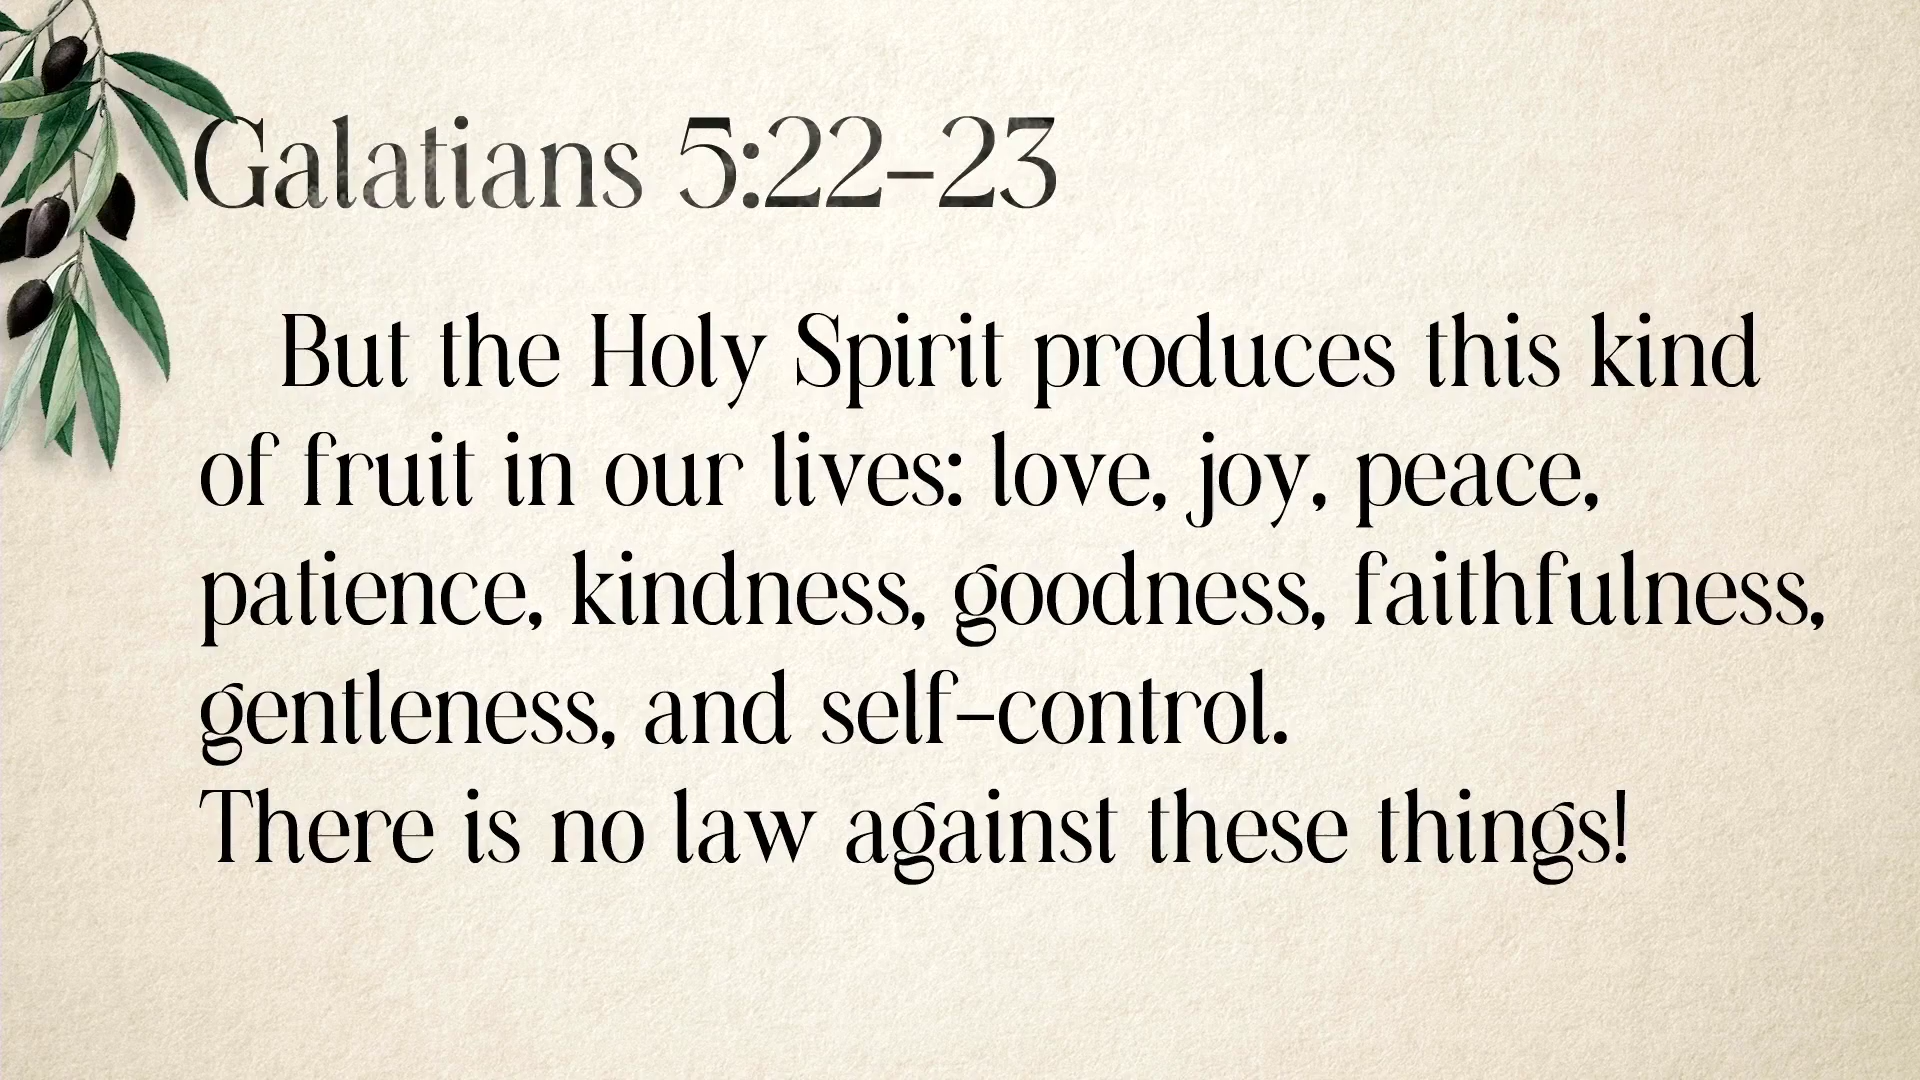 Galatians 5:22-23
But the Holy Spirit produces this kind
of fruit in our lives: love, joy, peace,
patience, kindness, goodness, faithfulness,
gentleness, and self-control.
There is no law against these things!